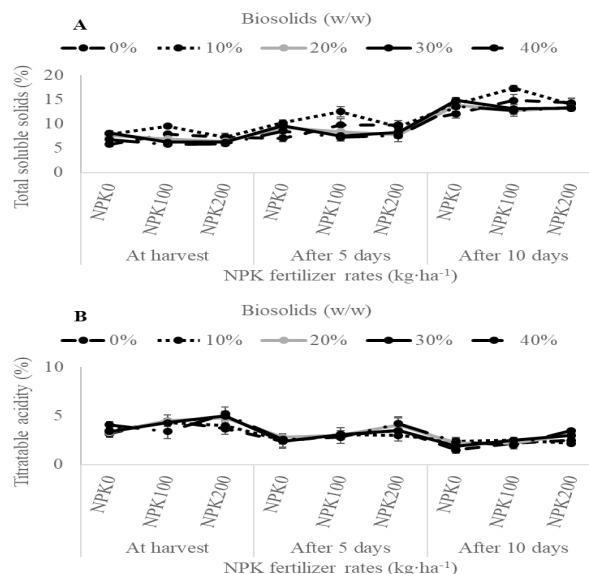 A
Biosolids (w/w)
0% 10% 20% 30% 40%
Total soluble solids (%)
20
15
10
5
0
NPK0 NPK100 NPK200 NPK0 NPK100 NPK200 NPK0 NPK100 NPK200
At harvest After 5 days After 10 days
NPK fertilizer rates (kg·ha⁻¹)
B
Biosolids (w/w)
0% 10% 20% 30% 40%
Titratable acidity (%)
10
5
0
NPK0 NPK100 NPK200 NPK0 NPK100 NPK200 NPK0 NPK100 NPK200
At harvest After 5 days After 10 days
NPK fertilizer rates (kg·ha⁻¹)